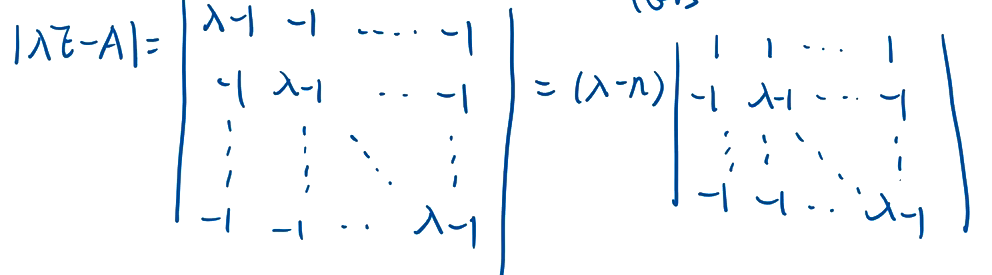 |λE-A|= | λ-1 -1 ..... -1 | = (λ-n) | 1 1 ... 1 |
| -1 λ-1 .. -1 | | -1 λ-1 ... -1 |
| ⋮ ⋮ ⋱ ⋮ | | ⋮ ⋮ ⋱ ⋮ |
| -1 -1 .. λ-1 | | -1 -1 .. λ-1 |